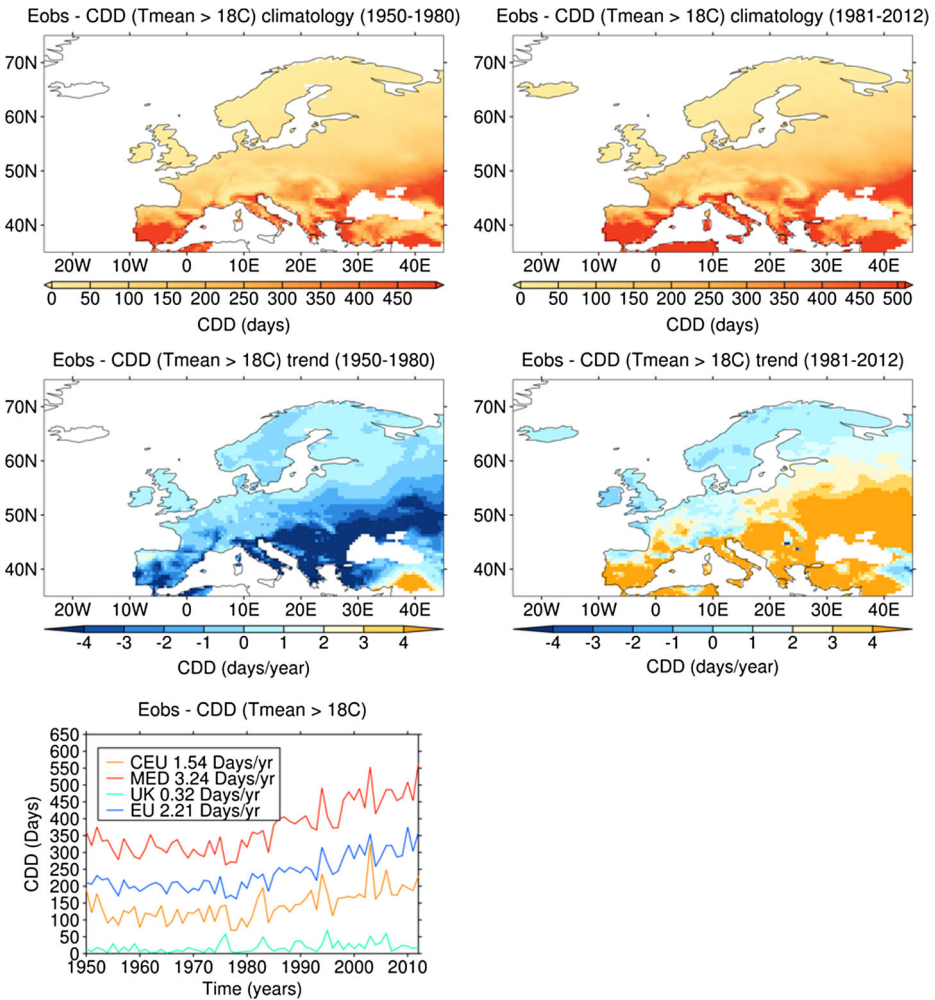 Eobs - CDD (Tmean > 18C) climatology (1950-1980)
Eobs - CDD (Tmean > 18C) climatology (1981-2012)
70N
60N
50N
40N
20W 10W 0 10E 20E 30E 40E
0 50 100 150 200 250 300 350 400 450
CDD (days)
70N
60N
50N
40N
20W 10W 0 10E 20E 30E 40E
0 50 100 150 200 250 300 350 400 450 500
CDD (days)
Eobs - CDD (Tmean > 18C) trend (1950-1980)
Eobs - CDD (Tmean > 18C) trend (1981-2012)
70N
60N
50N
40N
20W 10W 0 10E 20E 30E 40E
-4 -3 -2 -1 0 1 2 3 4
CDD (days/year)
70N
60N
50N
40N
20W 10W 0 10E 20E 30E 40E
-4 -3 -2 -1 0 1 2 3 4
CDD (days/year)
Eobs - CDD (Tmean > 18C)
CDD (Days)
650
600
550
500
450
400
350
300
250
200
150
100
50
0
CEU 1.54 Days/yr
MED 3.24 Days/yr
UK 0.32 Days/yr
EU 2.21 Days/yr
1950 1960 1970 1980 1990 2000 2010
Time (years)